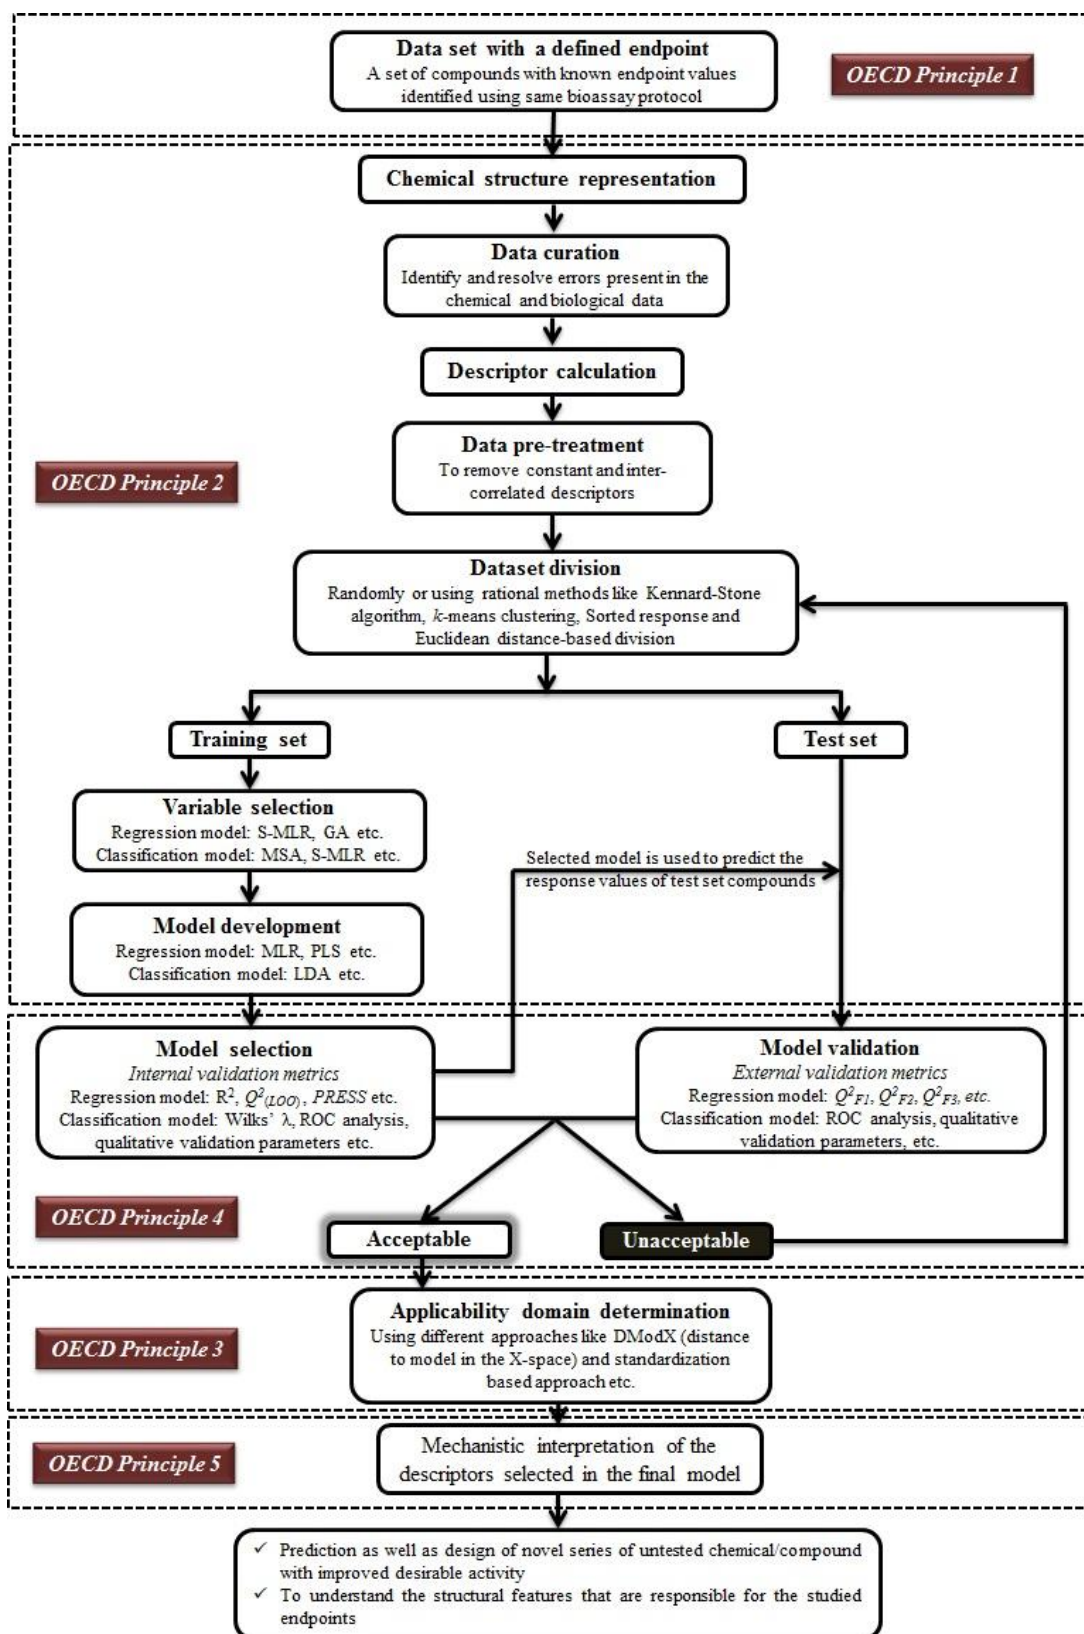 Data set with a defined endpoint
A set of compounds with known endpoint values
identified using same bioassay protocol
OECD Principle 1
Chemical structure representation
Data curation
Identify and resolve errors present in the
chemical and biological data
Descriptor calculation
Data pre-treatment
To remove constant and inter-
correlated descriptors
OECD Principle 2
Dataset division
Randomly or using rational methods like Kennard-Stone
algorithm, k-means clustering, Sorted response and
Euclidean distance-based division
Training set
Test set
Variable selection
Regression model: S-MLR, GA etc.
Classification model: MSA, S-MLR etc.
Selected model is used to predict the
response values of test set compounds
Model development
Regression model: MLR, PLS etc.
Classification model: LDA etc.
Model selection
Internal validation metrics
Regression model: R², Q²(LOO), PRESS etc.
Classification model: Wilks' λ, ROC analysis,
qualitative validation parameters etc.
Model validation
External validation metrics
Regression model: Q²F1, Q²F2, Q²F3, etc.
Classification model: ROC analysis, qualitative
validation parameters, etc.
OECD Principle 4
Acceptable
Unacceptable
Applicability domain determination
Using different approaches like DModX (distance
to model in the X-space) and standardization
based approach etc.
OECD Principle 3
Mechanistic interpretation of the
descriptors selected in the final model
OECD Principle 5
✓ Prediction as well as design of novel series of untested chemical/compound
with improved desirable activity
✓ To understand the structural features that are responsible for the studied
endpoints